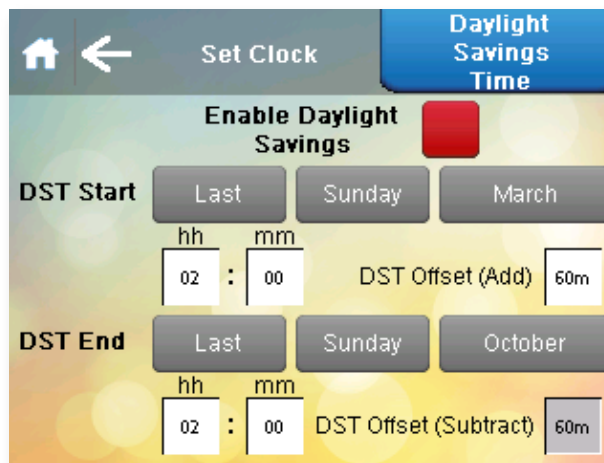 Set Clock
Daylight
Savings
Time
Enable Daylight
Savings
DST Start Last Sunday March
hh mm
02 : 00 DST Offset (Add) 60m
DST End Last Sunday October
hh mm
02 : 00 DST Offset (Subtract) 60m